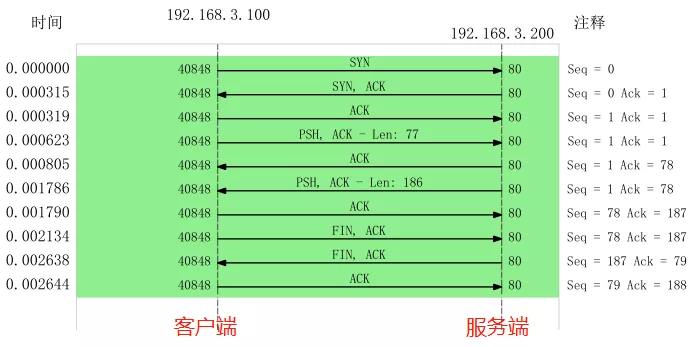 时间 192.168.3.100 192.168.3.200 注释
0.000000 40848 SYN 80 Seq = 0
0.000315 40848 SYN, ACK 80 Seq = 0 Ack = 1
0.000319 40848 ACK 80 Seq = 1 Ack = 1
0.000623 40848 PSH, ACK - Len: 77 80 Seq = 1 Ack = 1
0.000805 40848 ACK 80 Seq = 1 Ack = 78
0.001786 40848 PSH, ACK - Len: 186 80 Seq = 1 Ack = 78
0.001790 40848 ACK 80 Seq = 78 Ack = 187
0.002134 40848 FIN, ACK 80 Seq = 78 Ack = 187
0.002638 40848 FIN, ACK 80 Seq = 187 Ack = 79
0.002644 40848 ACK 80 Seq = 79 Ack = 188
客户端 服务端